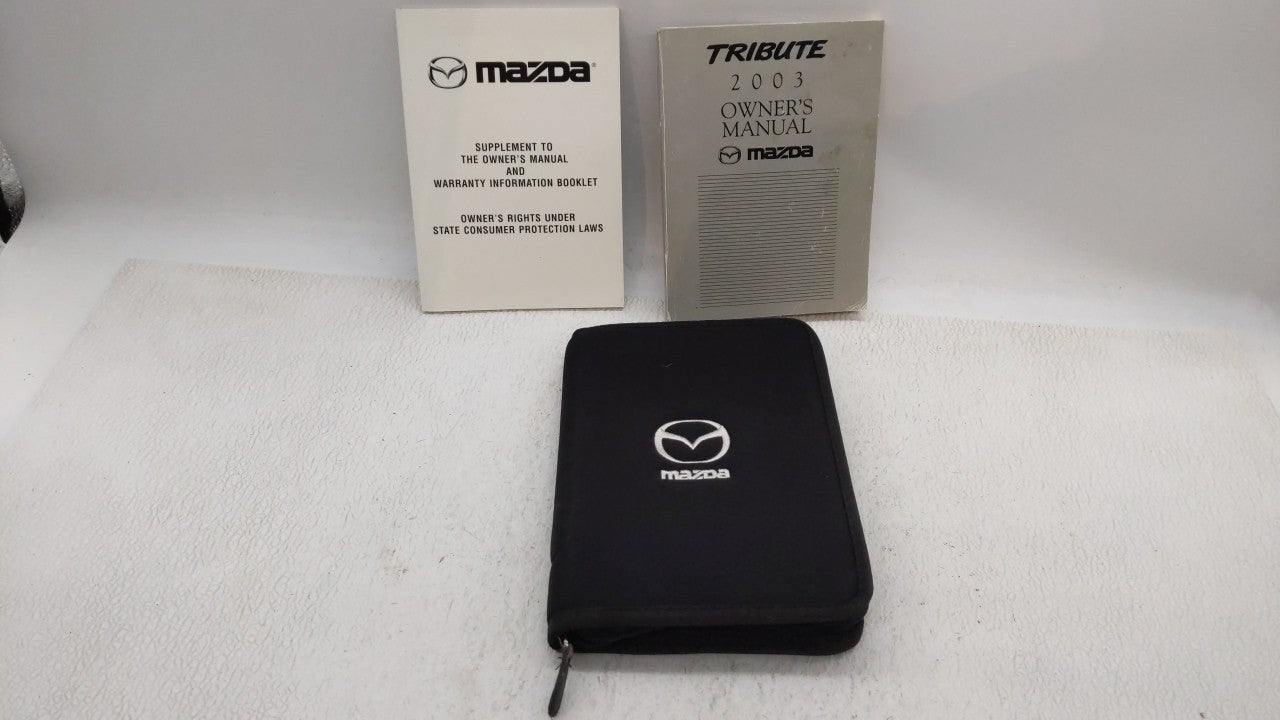 mazda
SUPPLEMENT TO
THE OWNER'S MANUAL
AND
WARRANTY INFORMATION BOOKLET
OWNER'S RIGHTS UNDER
STATE CONSUMER PROTECTION LAWS
TRIBUTE
2003
OWNER'S
MANUAL
mazda
mazda